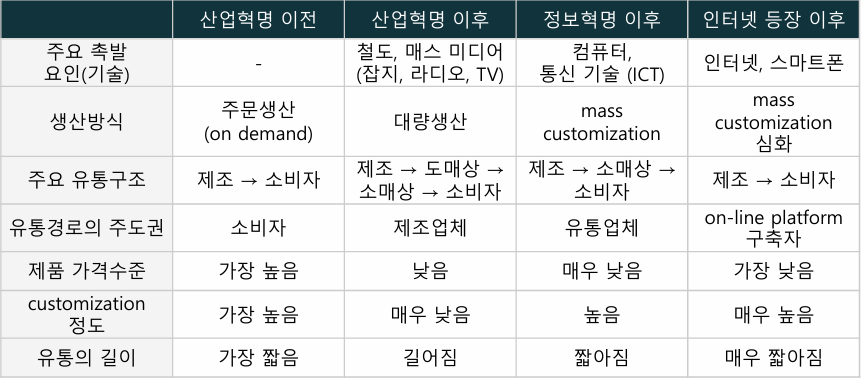 산업혁명 이전 산업혁명 이후 정보혁명 이후 인터넷 등장 이후
주요 촉발
요인(기술)
-
철도, 매스 미디어
(잡지, 라디오, TV)
컴퓨터,
통신 기술 (ICT)
인터넷, 스마트폰
생산방식
주문생산
(on demand)
대량생산
mass
customization
mass
customization
심화
주요 유통구조
제조 → 소비자
제조 → 도매상 →
소매상 → 소비자
제조 → 소매상 →
소비자
제조 → 소비자
유통경로의 주도권
소비자
제조업체
유통업체
on-line platform
구축자
제품 가격수준
가장 높음
낮음
매우 낮음
가장 낮음
customization
정도
가장 높음
매우 낮음
높음
매우 높음
유통의 길이
가장 짧음
길어짐
짧아짐
매우 짧아짐